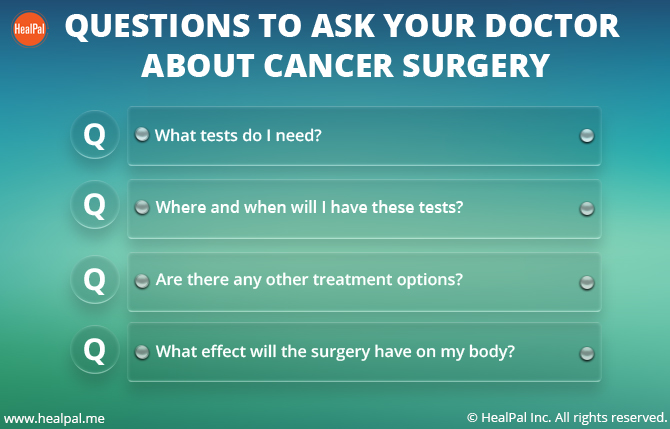 HealPal
QUESTIONS TO ASK YOUR DOCTOR
ABOUT CANCER SURGERY
Q What tests do I need?
Q Where and when will I have these tests?
Q Are there any other treatment options?
Q What effect will the surgery have on my body?
www.healpal.me
© HealPal Inc. All rights reserved.